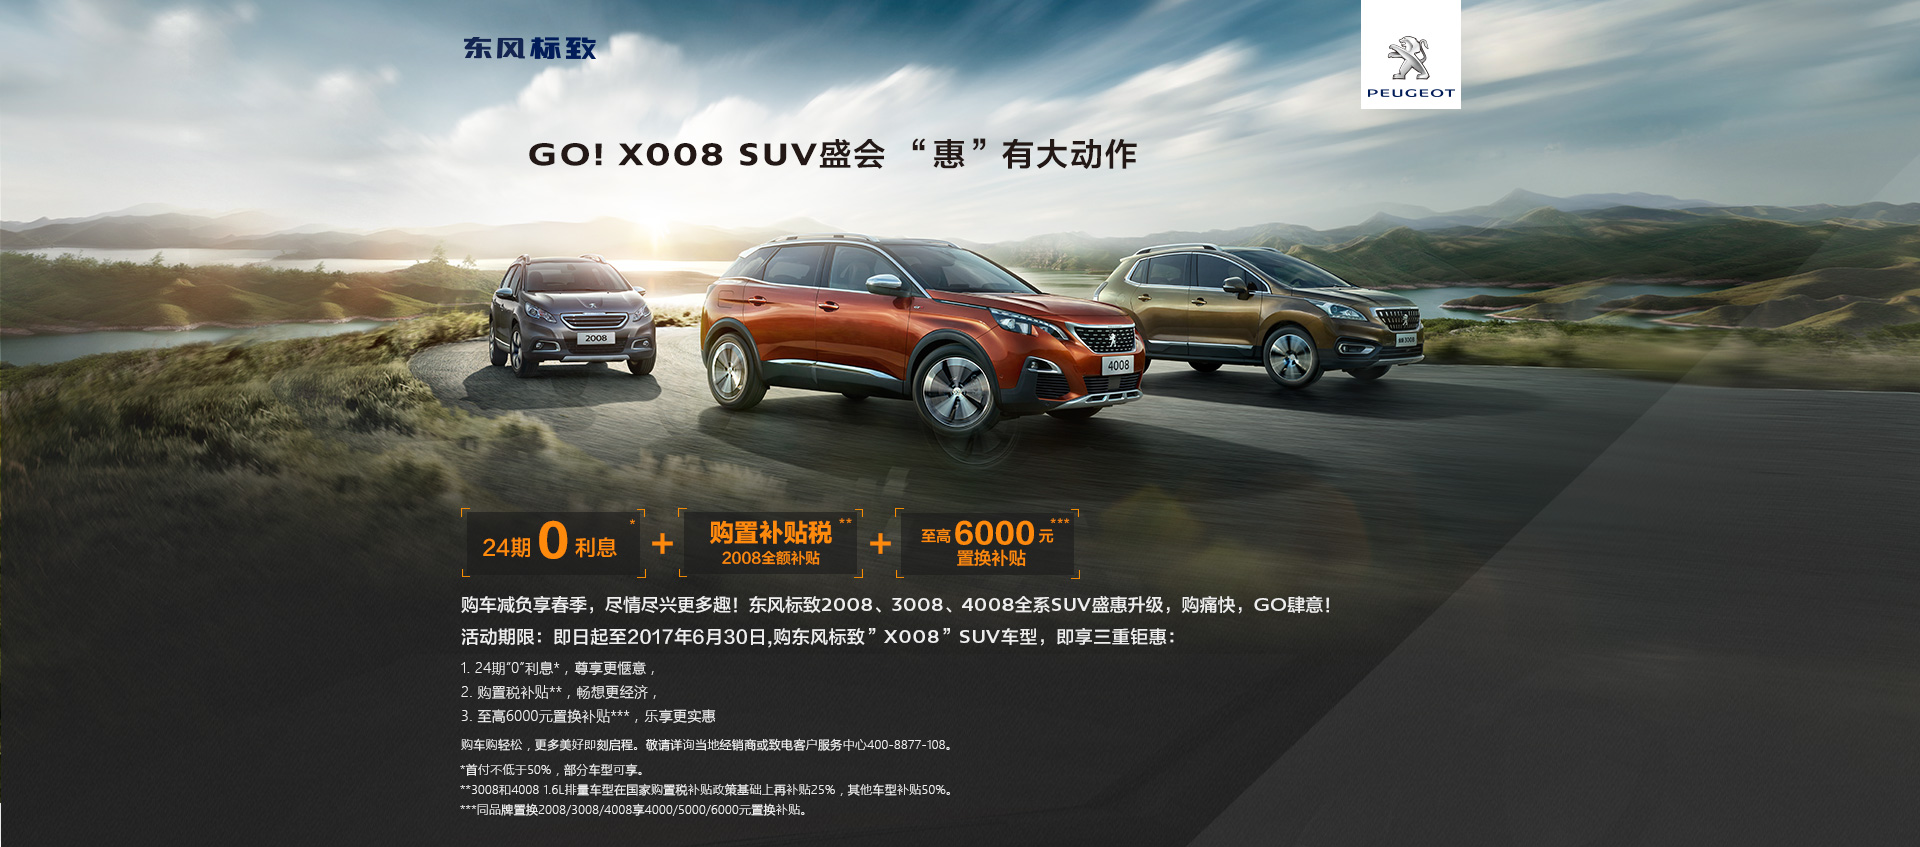 东风标致
PEUGEOT
GO! X008 SUV盛会 “惠”有大动作
2008
4008
3008
24期0利息*
+
购置补贴税**
2008全额补贴
+
至高6000元***
置换补贴
购车减负享春季，尽情尽兴更多趣！东风标致2008、3008、4008全系SUV盛惠升级，购痛快，GO肆意！
活动期限：即日起至2017年6月30日,购东风标致”X008”SUV车型，即享三重钜惠：
1. 24期“0”利息*，尊享更惬意，
2. 购置税补贴**，畅想更经济，
3. 至高6000元置换补贴***，乐享更实惠
购车购轻松，更多美好即刻启程。敬请详询当地经销商或致电客户服务中心400-8877-108。
*首付不低于50%，部分车型可享。
**3008和4008 1.6L排量车型在国家购置税补贴政策基础上再补贴25%，其他车型补贴50%。
***同品牌置换2008/3008/4008享4000/5000/6000元置换补贴。